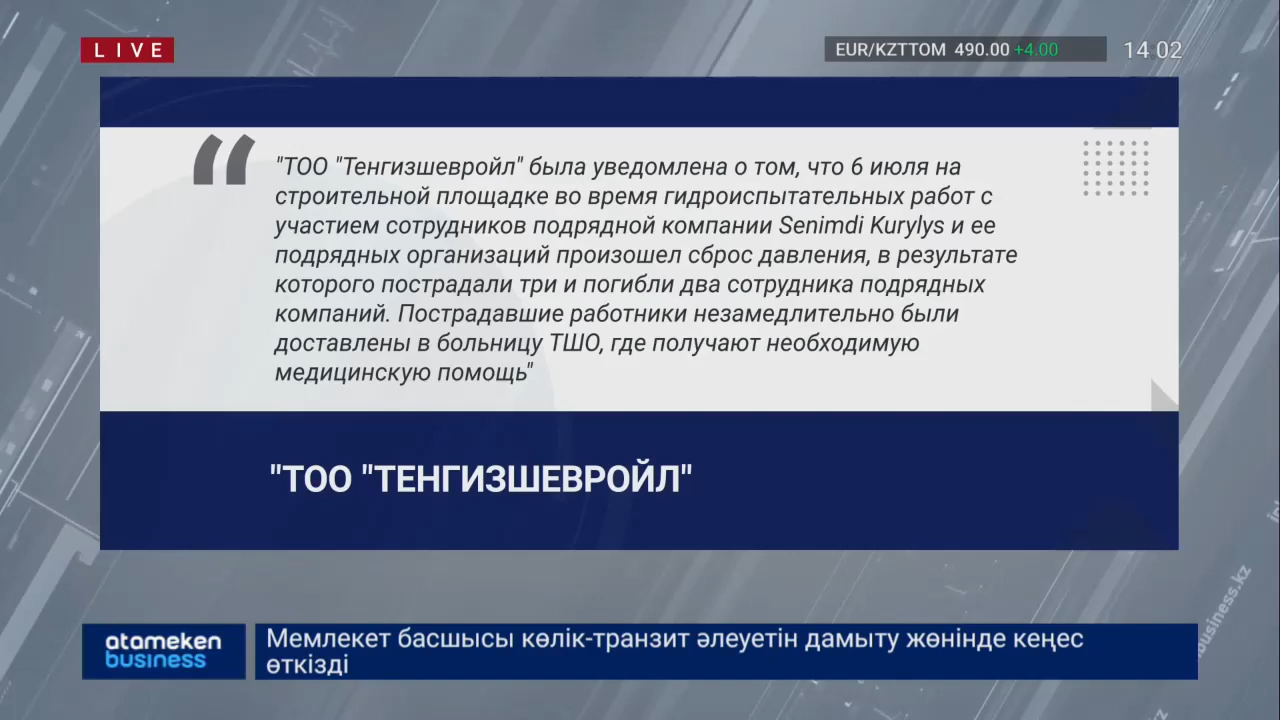 LIVE
EUR/KZTTOM 490.00 +4.00
14 02
"ТОО "Тенгизшевройл" была уведомлена о том, что 6 июля на
строительной площадке во время гидроиспытательных работ с
участием сотрудников подрядной компании Senimdi Kurylys и ее
подрядных организаций произошел сброс давления, в результате
которого пострадали три и погибли два сотрудника подрядных
компаний. Пострадавшие работники незамедлительно были
доставлены в больницу ТШО, где получают необходимую
медицинскую помощь"
"ТОО "ТЕНГИЗШЕВРОЙЛ"
atameken
business
Мемлекет басшысы көлік-транзит әлеуетін дамыту жөнінде кеңес
өткізді
business.kz